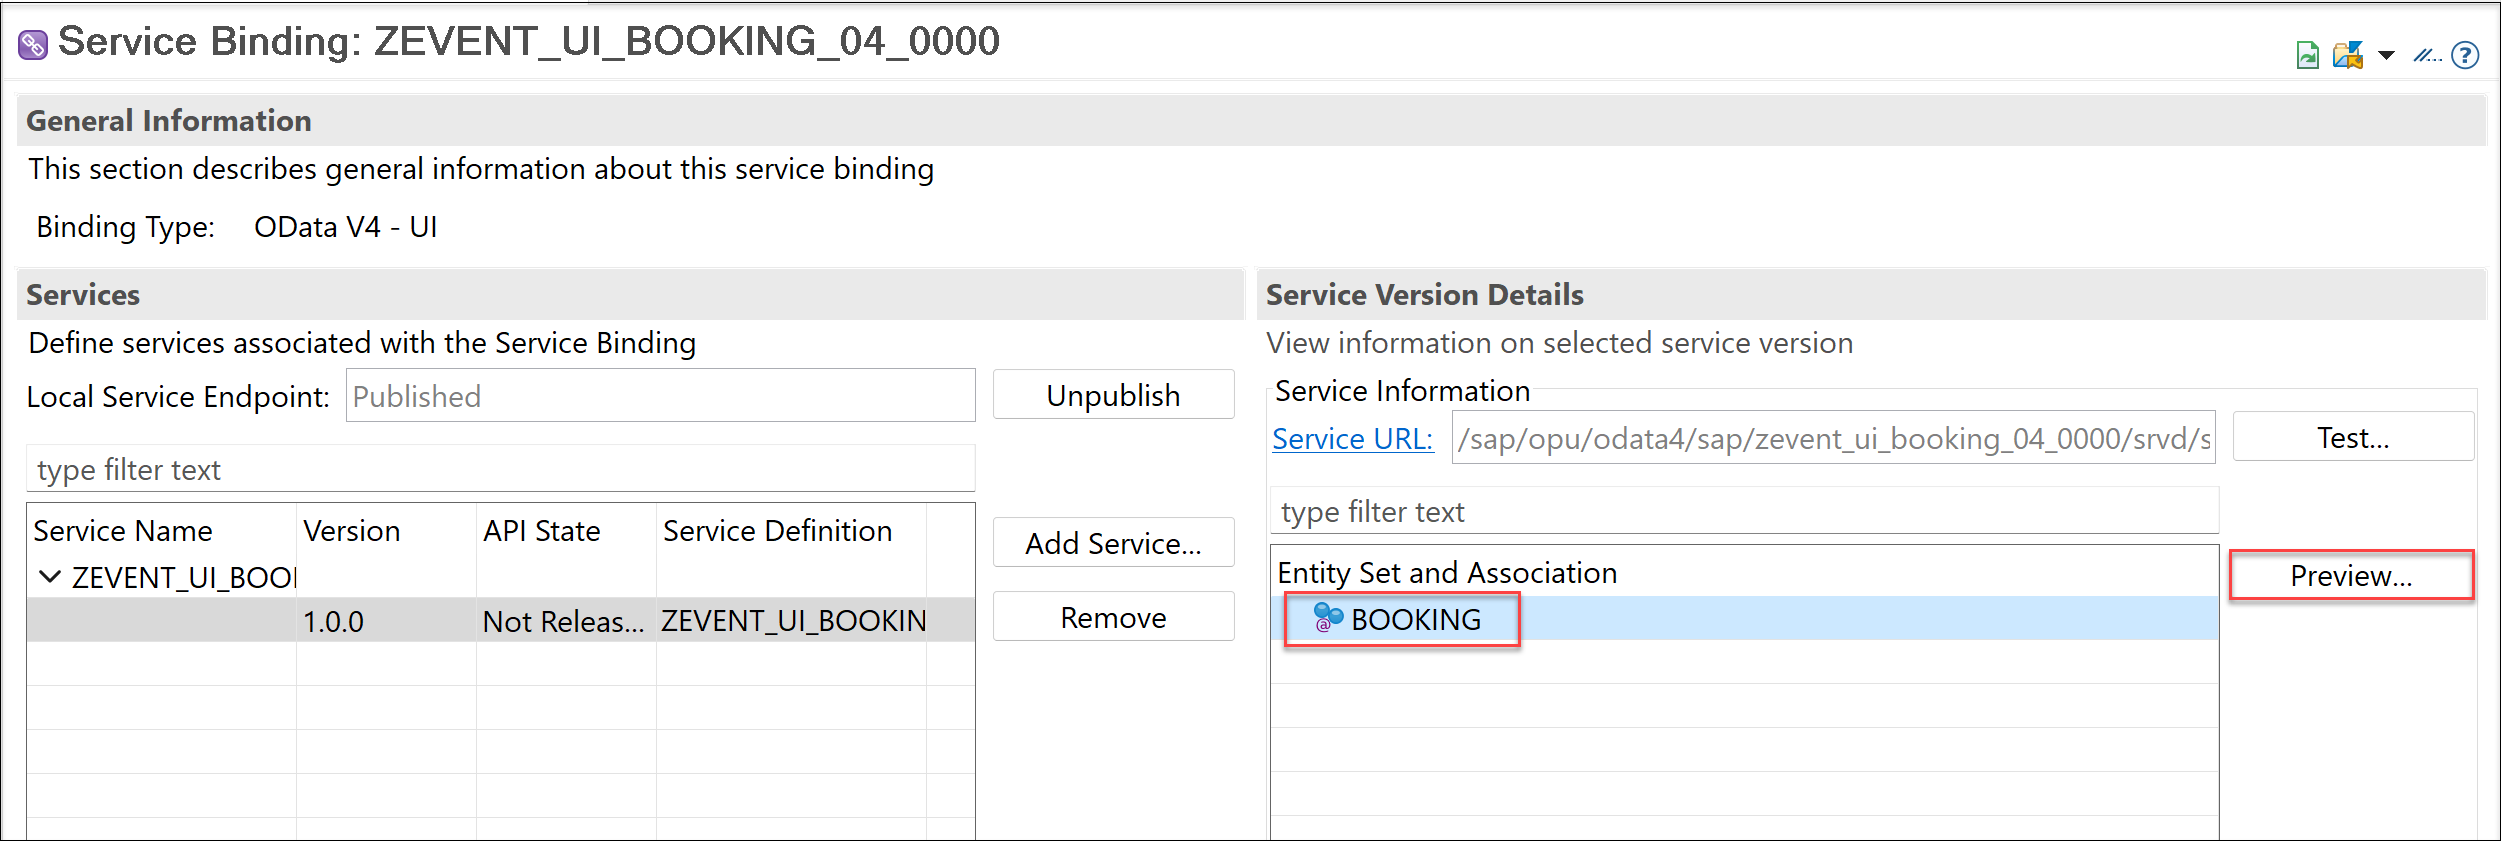 Service Binding: ZEVENT_UI_BOOKING_04_0000
General Information
This section describes general information about this service binding
Binding Type: OData V4 - UI
Services
Define services associated with the Service Binding
Local Service Endpoint: Published Unpublish
type filter text
Service Name Version API State Service Definition
ZEVENT_UI_BOO
1.0.0 Not Releas... ZEVENT_UI_BOOKIN
Add Service...
Remove
Service Version Details
View information on selected service version
Service Information
Service URL: /sap/opu/odata4/sap/zevent_ui_booking_04_0000/srvd/s Test...
type filter text
Entity Set and Association
BOOKING
Preview...